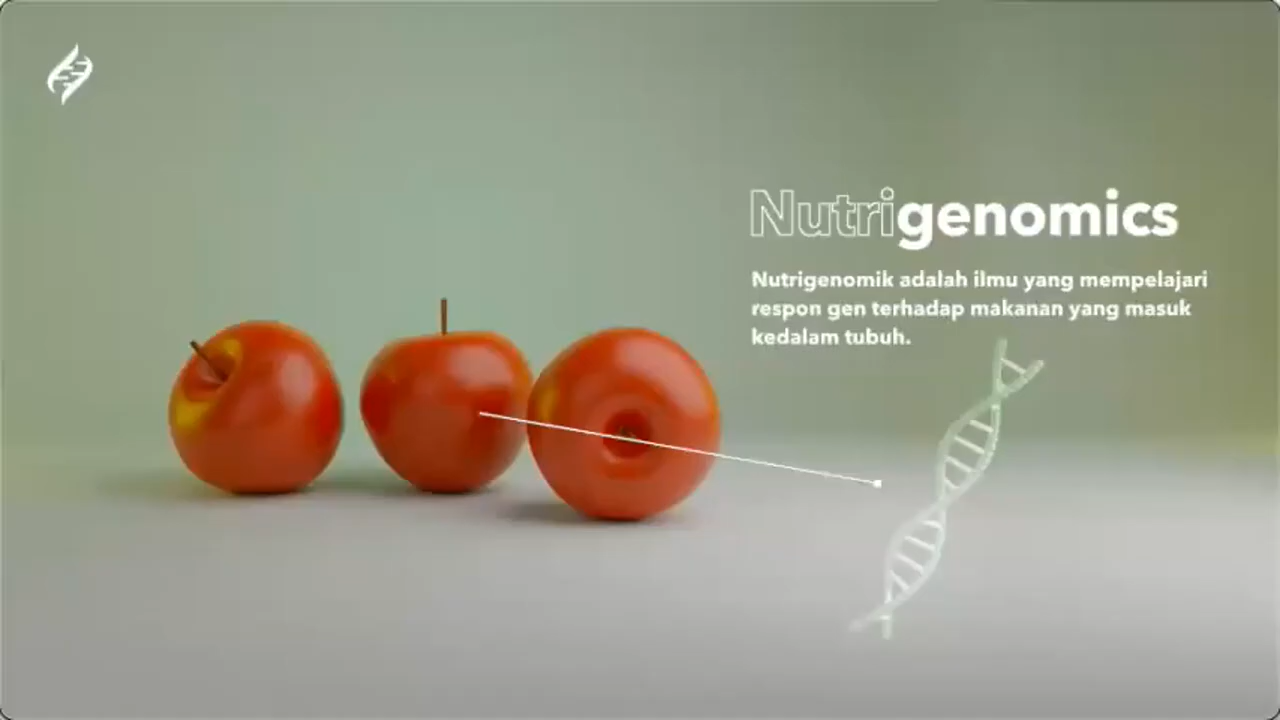 Nutrigenomics
Nutrigenomik adalah ilmu yang mempelajari
respon gen terhadap makanan yang masuk
kedalam tubuh.